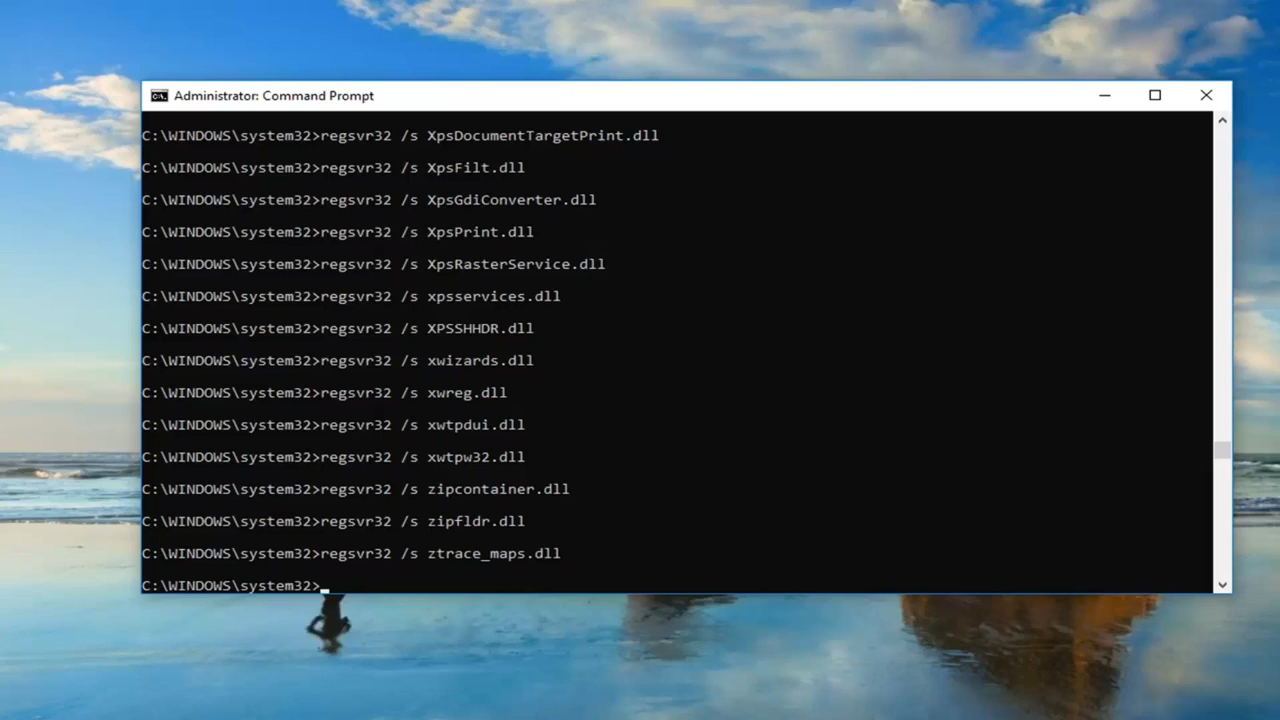 Administrator: Command Prompt
C:\WINDOWS\system32>regsvr32 /s XpsDocumentTargetPrint.dll
C:\WINDOWS\system32>regsvr32 /s XpsFilt.dll
C:\WINDOWS\system32>regsvr32 /s XpsGdiConverter.dll
C:\WINDOWS\system32>regsvr32 /s XpsPrint.dll
C:\WINDOWS\system32>regsvr32 /s XpsRasterService.dll
C:\WINDOWS\system32>regsvr32 /s xpsservices.dll
C:\WINDOWS\system32>regsvr32 /s XPSSHHDR.dll
C:\WINDOWS\system32>regsvr32 /s xwizards.dll
C:\WINDOWS\system32>regsvr32 /s xwreg.dll
C:\WINDOWS\system32>regsvr32 /s xwtpdui.dll
C:\WINDOWS\system32>regsvr32 /s xwtpw32.dll
C:\WINDOWS\system32>regsvr32 /s zipcontainer.dll
C:\WINDOWS\system32>regsvr32 /s zipfldr.dll
C:\WINDOWS\system32>regsvr32 /s ztrace_maps.dll
C:\WINDOWS\system32>